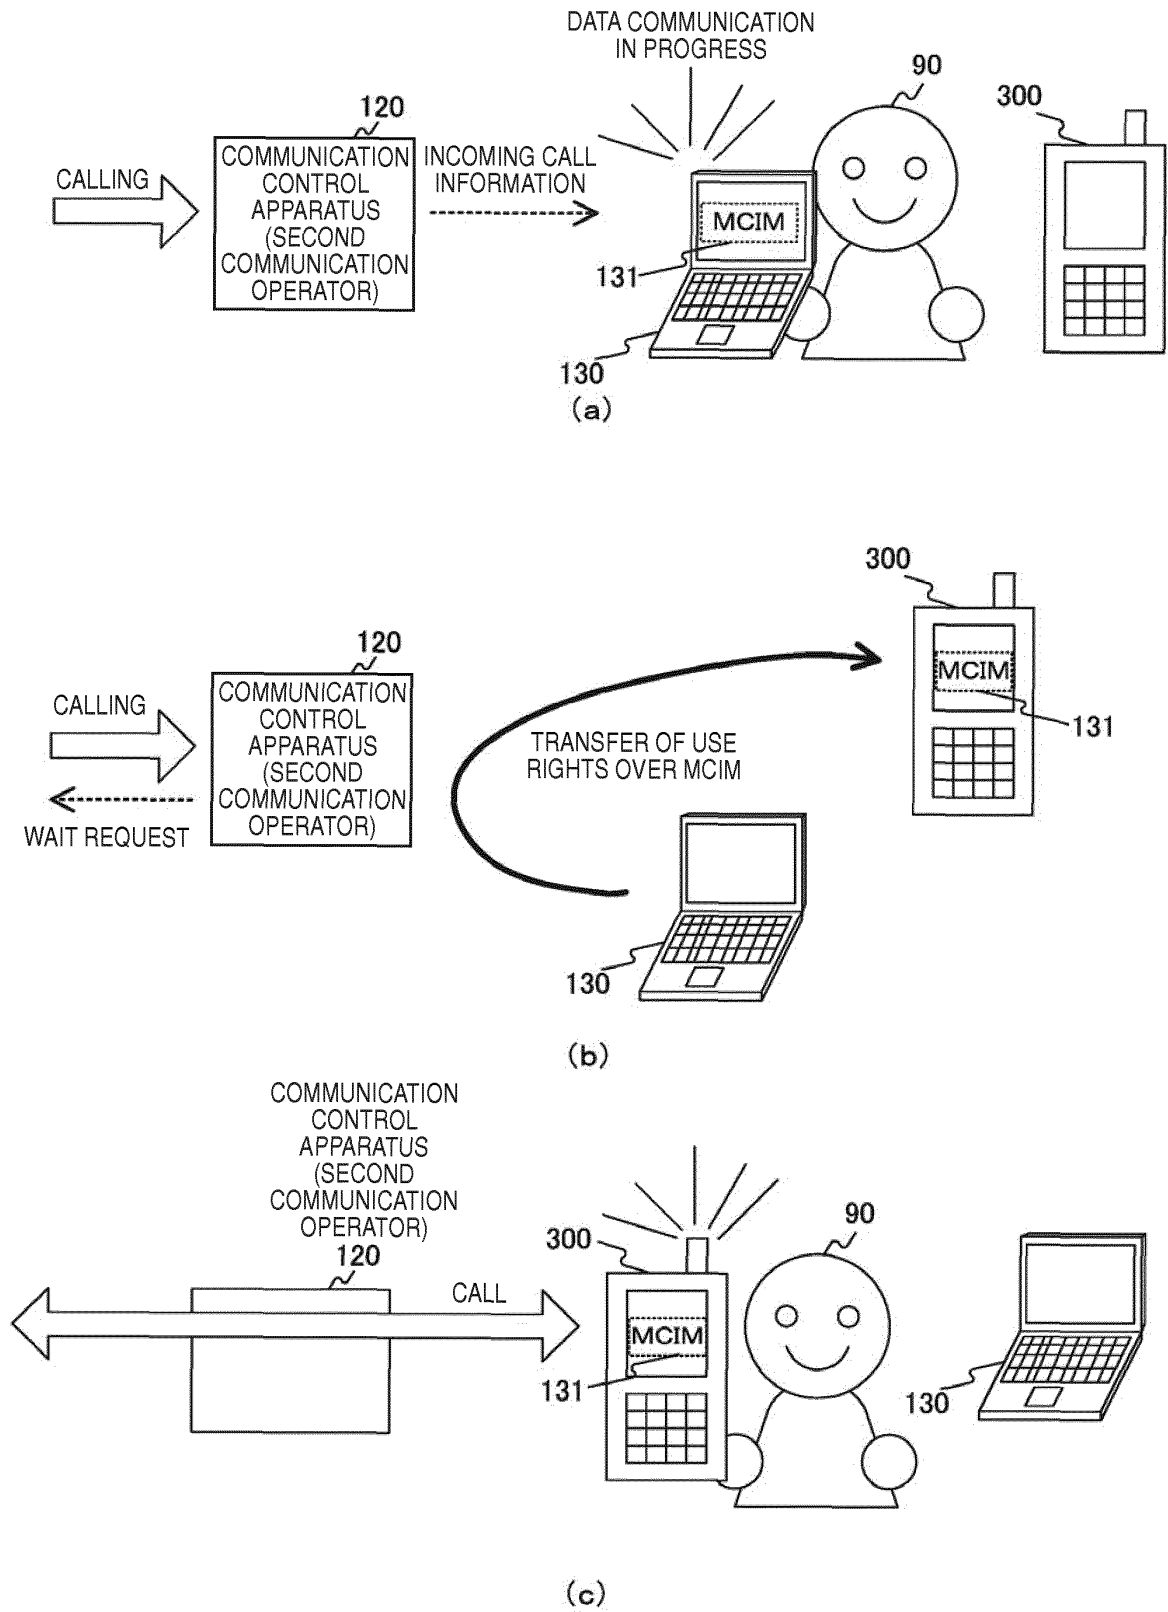 DATA COMMUNICATION
IN PROGRESS
90
300
120
COMMUNICATION
CONTROL
APPARATUS
(SECOND
COMMUNICATION
OPERATOR)
CALLING
INCOMING CALL
INFORMATION
MCIM
131
130
(a)
300
120
COMMUNICATION
CONTROL
APPARATUS
(SECOND
COMMUNICATION
OPERATOR)
CALLING
WAIT REQUEST
MCIM
131
TRANSFER OF USE
RIGHTS OVER MCIM
130
(b)
COMMUNICATION
CONTROL
APPARATUS
(SECOND
COMMUNICATION
OPERATOR)
120
CALL
300
90
MCIM
131
130
(c)